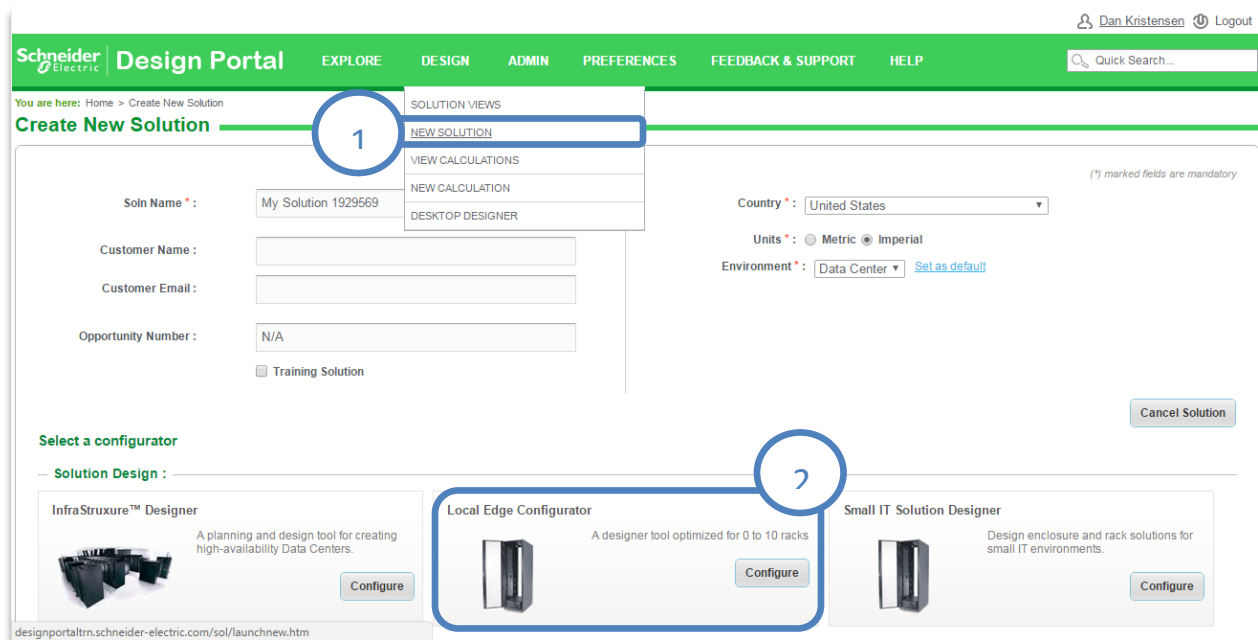 Dan Kristensen Logout
Schneider Electric Design Portal EXPLORE DESIGN ADMIN PREFERENCES FEEDBACK & SUPPORT HELP Quick Search...
You are here: Home > Create New Solution
Create New Solution
SOLUTION VIEWS
1
NEW SOLUTION
VIEW CALCULATIONS
NEW CALCULATION
DESKTOP DESIGNER
(*) marked fields are mandatory
Soln Name * : My Solution 1929569
Customer Name :
Customer Email :
Opportunity Number : N/A
Training Solution
Country * : United States
Units * : Metric Imperial
Environment * : Data Center Set as default
Cancel Solution
Select a configurator
Solution Design :
2
InfraStruxure™ Designer
A planning and design tool for creating
high-availability Data Centers.
Configure
Local Edge Configurator
A designer tool optimized for 0 to 10 racks
Configure
Small IT Solution Designer
Design enclosure and rack solutions for
small IT environments.
Configure
designportaltrn.schneider-electric.com/sol/launchnew.htm